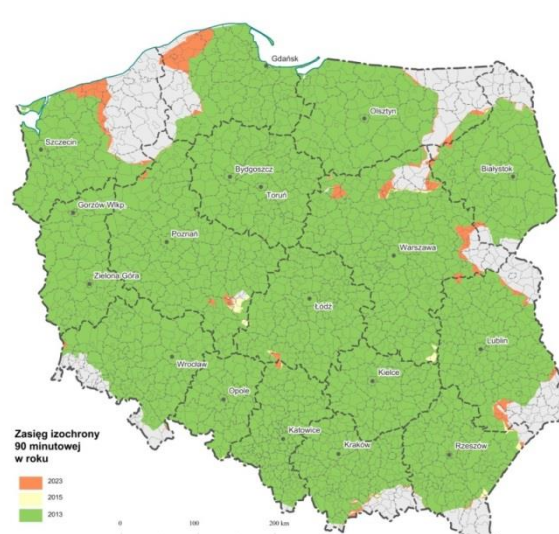 Gdańsk
Olsztyn
Szczecin
Bydgoszcz
Białystok
Toruń
Gorzów Wlkp
Poznań
Warszawa
Zielona Góra
Łódź
Wrocław
Lublin
Opole
Kielce
Katowice
Kraków
Rzeszów
Zasięg izochrony
90 minutowej
w roku
2023
2015
2013
0 100 200 km